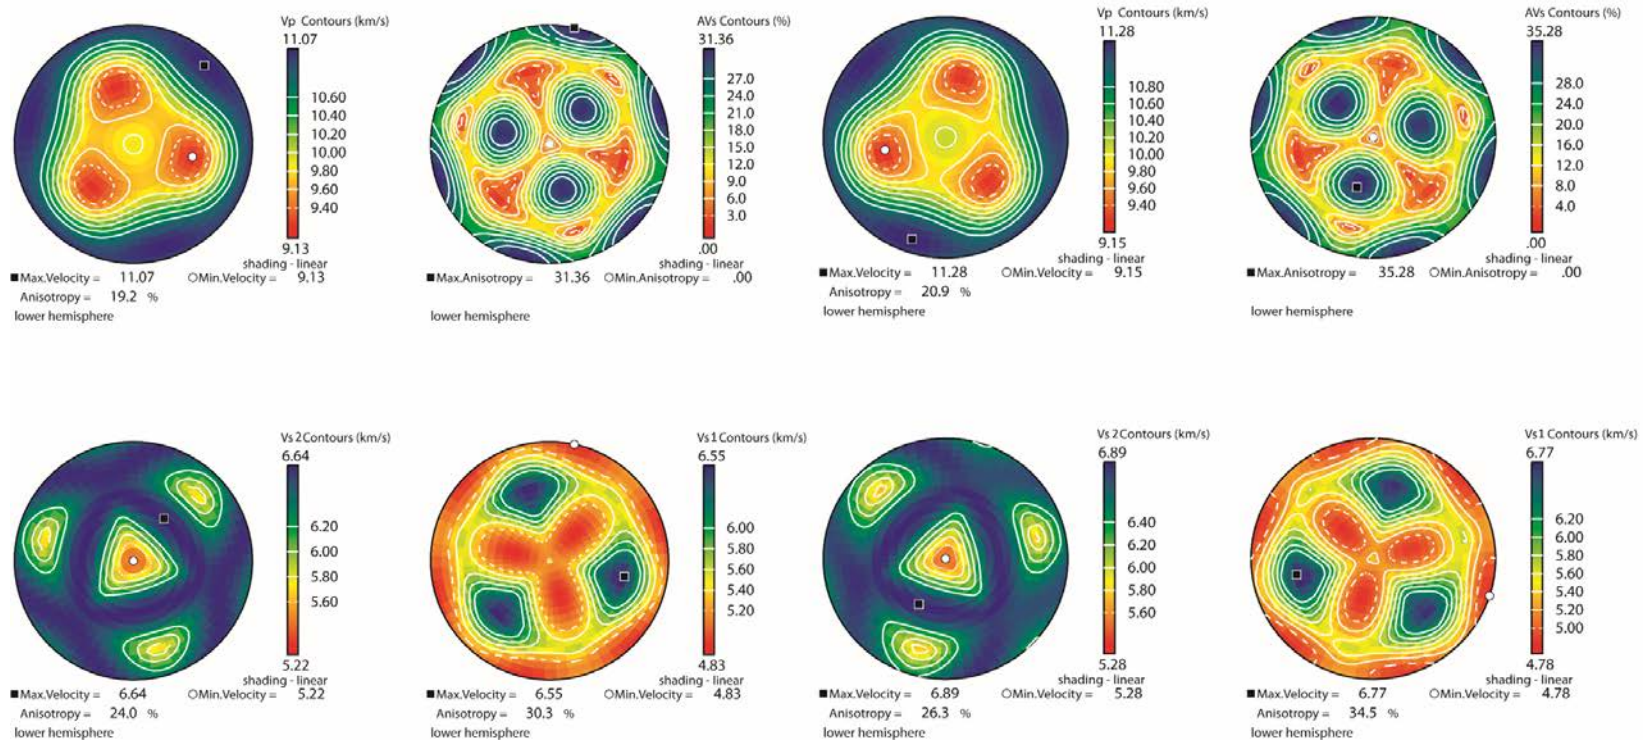 Vp Contours (km/s)
11.07
10.60
10.40
10.20
10.00
9.80
9.60
9.40
9.13
shading - linear
■Max.Velocity = 11.07 ○Min.Velocity = 9.13
Anisotropy = 19.2 %
lower hemisphere
AVs Contours (%)
31.36
27.0
24.0
21.0
18.0
15.0
12.0
9.0
6.0
3.0
.00
shading - linear
■Max.Anisotropy = 31.36 ○Min.Anisotropy = .00
lower hemisphere
Vp Contours (km/s)
11.28
10.80
10.60
10.40
10.20
10.00
9.80
9.60
9.40
9.15
shading - linear
■Max.Velocity = 11.28 ○Min.Velocity = 9.15
Anisotropy = 20.9 %
lower hemisphere
AVs Contours (%)
35.28
28.0
24.0
20.0
16.0
12.0
8.0
4.0
.00
shading - linear
■Max.Anisotropy = 35.28 ○Min.Anisotropy = .00
lower hemisphere
Vs2 Contours (km/s)
6.64
6.20
6.00
5.80
5.60
5.22
shading - linear
■Max.Velocity = 6.64 ○Min.Velocity = 5.22
Anisotropy = 24.0 %
lower hemisphere
Vs1 Contours (km/s)
6.55
6.00
5.80
5.60
5.40
5.20
4.83
shading - linear
■Max.Velocity = 6.55 ○Min.Velocity = 4.83
Anisotropy = 30.3 %
lower hemisphere
Vs2 Contours (km/s)
6.89
6.40
6.20
6.00
5.80
5.60
5.28
shading - linear
■Max.Velocity = 6.89 ○Min.Velocity = 5.28
Anisotropy = 26.3 %
lower hemisphere
Vs1 Contours (km/s)
6.77
6.20
6.00
5.80
5.60
5.40
5.20
5.00
4.78
shading - linear
■Max.Velocity = 6.77 ○Min.Velocity = 4.78
Anisotropy = 34.5 %
lower hemisphere